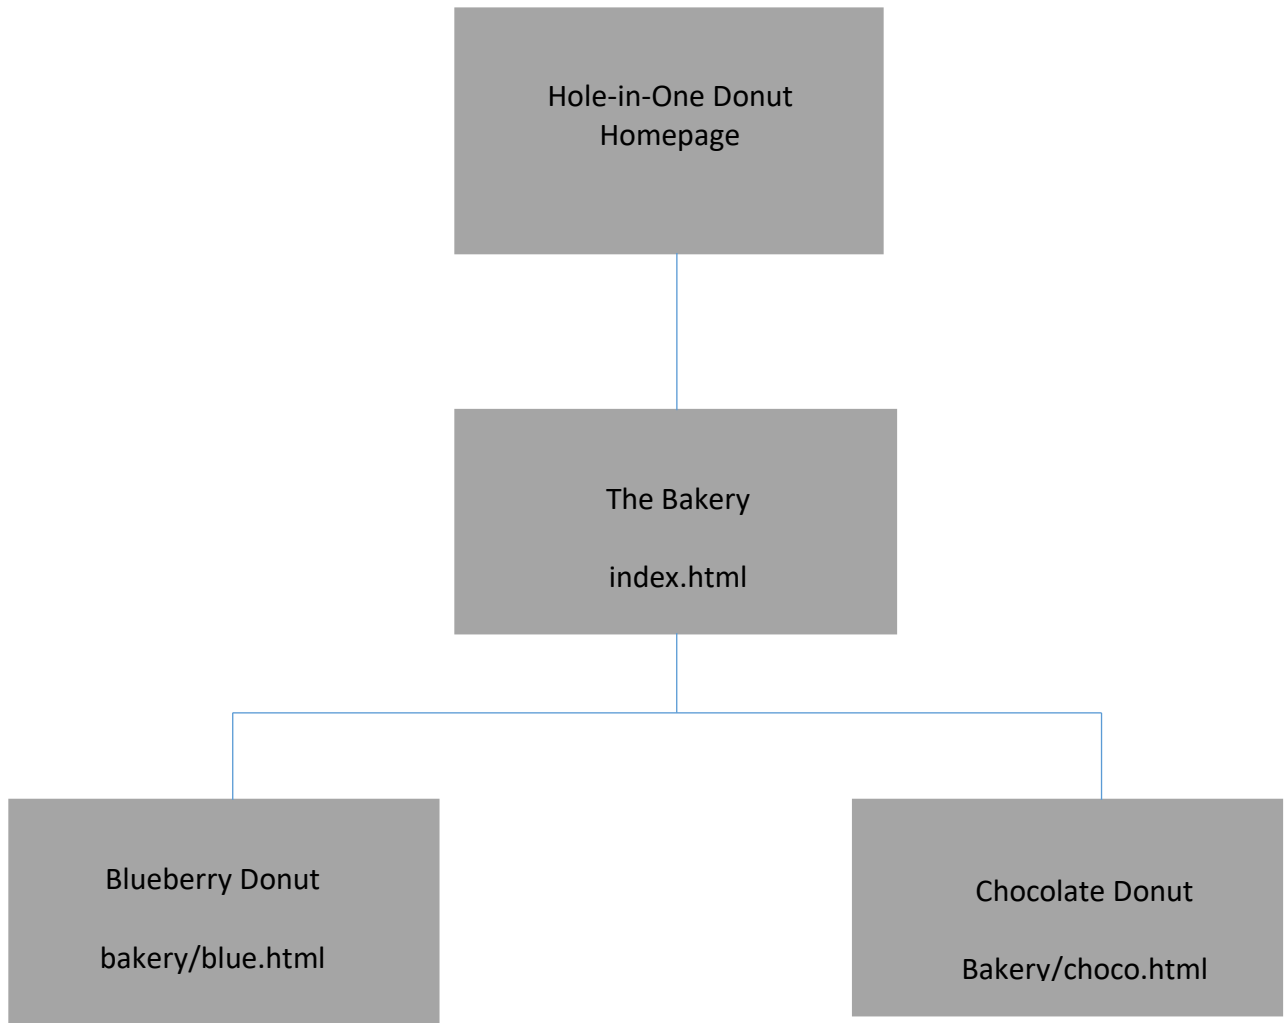 Hole-in-One Donut
Homepage
The Bakery
index.html
Blueberry Donut
bakery/blue.html
Chocolate Donut
Bakery/choco.html